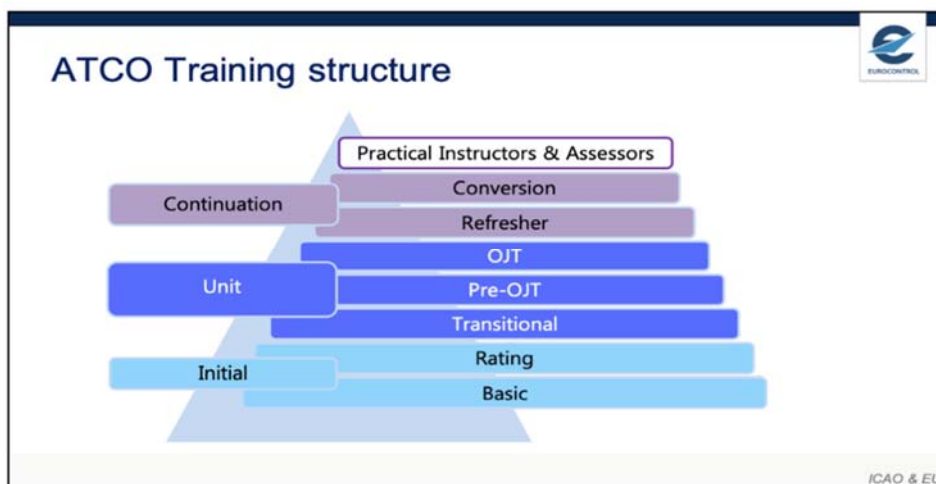 ATCO Training structure
EUROCONTROL
Practical Instructors & Assessors
Continuation
Conversion
Refresher
Unit
OJT
Pre-OJT
Transitional
Initial
Rating
Basic
ICAO & EU